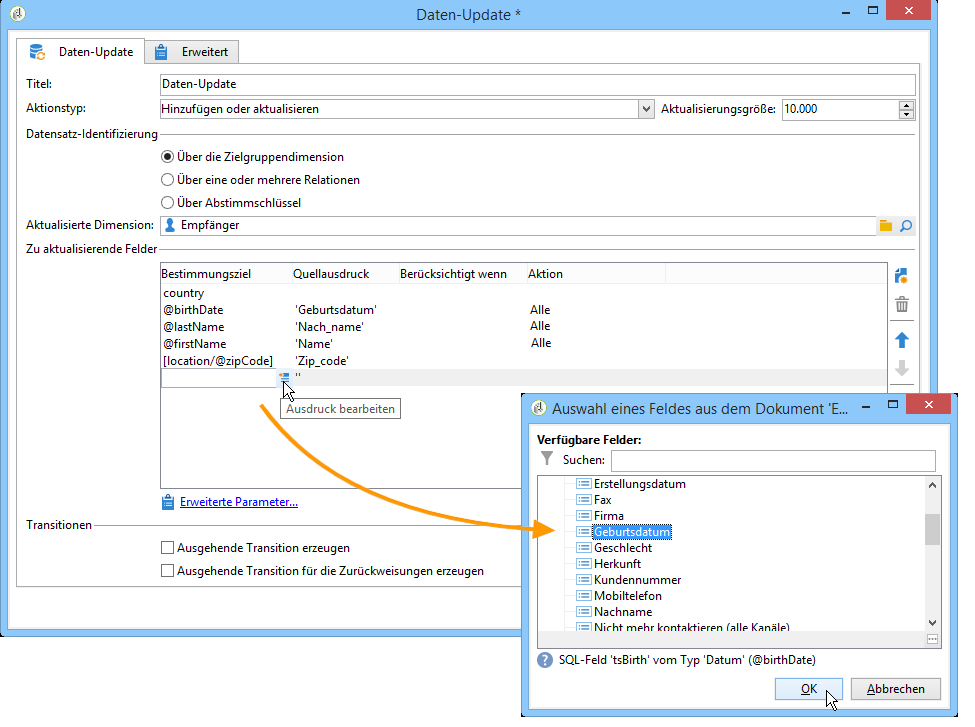 Daten-Update *
Daten-Update
Erweitert
Titel:
Daten-Update
Aktionstyp:
Hinzufügen oder aktualisieren
Aktualisierungsgröße:
10.000
Datensatz-Identifizierung
Über die Zielgruppendimension
Über eine oder mehrere Relationen
Über Abstimmschlüssel
Aktualisierte Dimension:
Empfänger
Zu aktualisierende Felder
Bestimmungsziel Quellausdruck Berücksichtigt wenn Aktion
country
@birthDate 'Geburtsdatum' Alle
@lastName 'Nach_name' Alle
@firstName 'Name' Alle
[location/@zipCode] 'Zip_code'
''
Ausdruck bearbeiten
Erweiterte Parameter...
Transitionen
Ausgehende Transition erzeugen
Ausgehende Transition für die Zurückweisungen erzeugen
Auswahl eines Feldes aus dem Dokument 'E...
Verfügbare Felder:
Suchen:
Erstellungsdatum
Fax
Firma
Geburtsdatum
Geschlecht
Herkunft
Kundennummer
Mobiltelefon
Nachname
Nicht mehr kontaktieren (alle Kanäle)
SQL-Feld 'tsBirth' vom Typ 'Datum' (@birthDate)
OK
Abbrechen